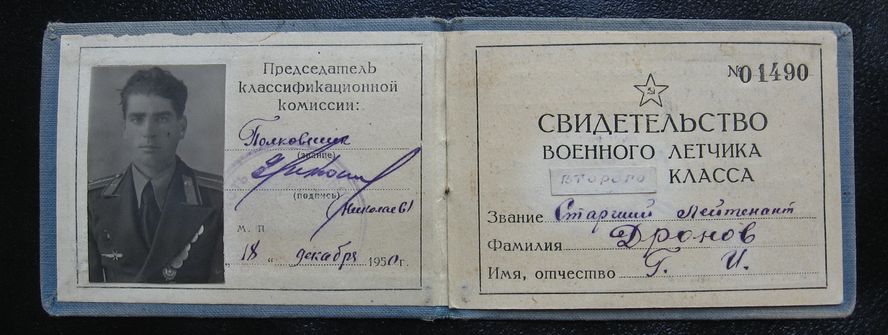 Председатель
классификационной
комиссии:
Полковник
(звание)
(подпись)
(Николаев)
М. П
„ 18 „ декабря 1950г.
№01490
СВИДЕТЕЛЬСТВО
ВОЕННОГО ЛЕТЧИКА
ВТОРОГО КЛАССА
Звание Старший Лейтенант
Фамилия Дронов
Имя, отчество Г. И.